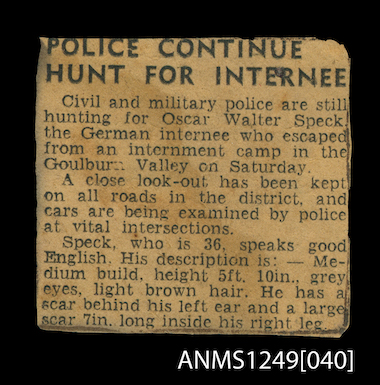 POLICE CONTINUE
HUNT FOR INTERNEE
Civil and military police are still
hunting for Oscar Walter Speck,
the German internee who escaped
from an internment camp in the
Goulburn Valley on Saturday.
A close look-out has been kept
on all roads in the district, and
cars are being examined by police
at vital intersections.
Speck, who is 36, speaks good
English. His description is: — Me-
dium build, height 5ft. 10in., grey
eyes, light brown hair. He has a
scar behind his left ear and a large
scar 7in. long inside his right leg.
ANMS1249[040]